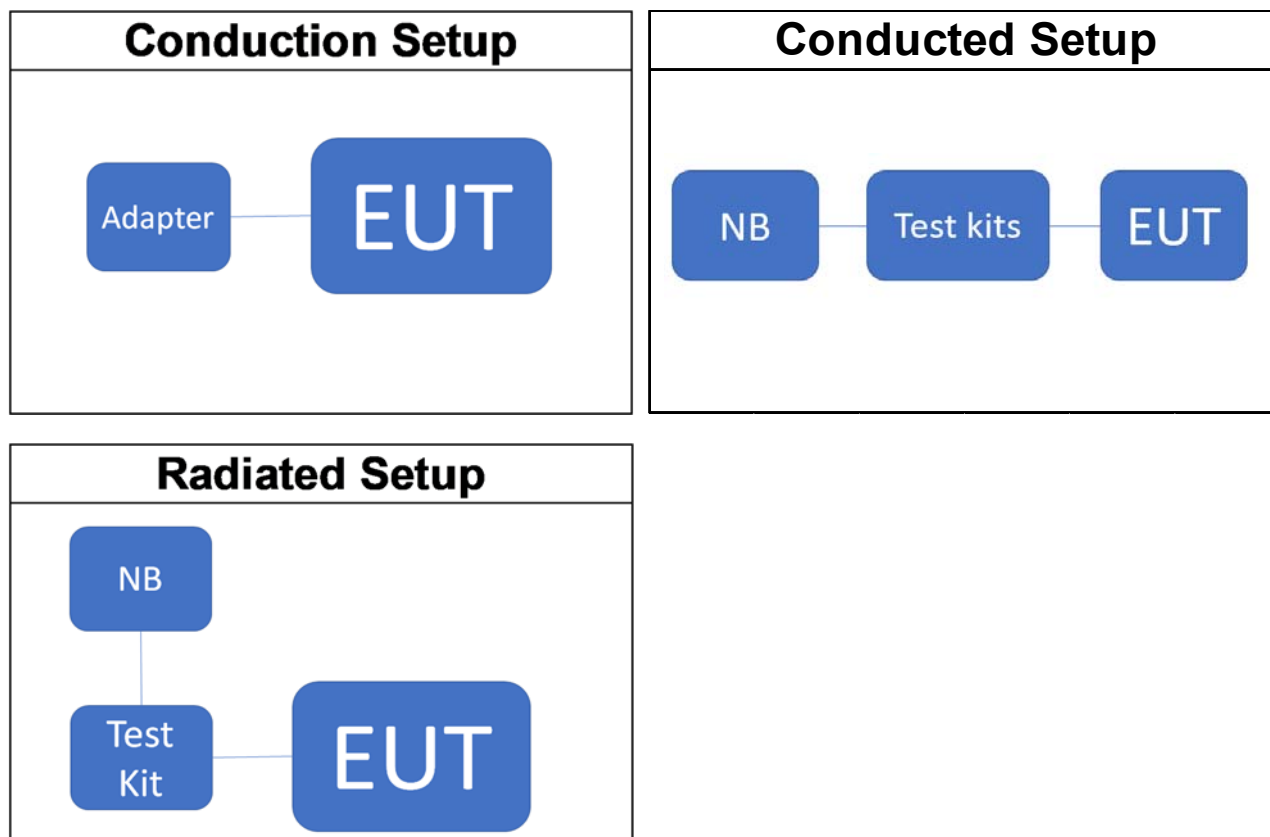 Conduction Setup
Adapter
EUT
Conducted Setup
NB
Test kits
EUT
Radiated Setup
NB
Test
Kit
EUT